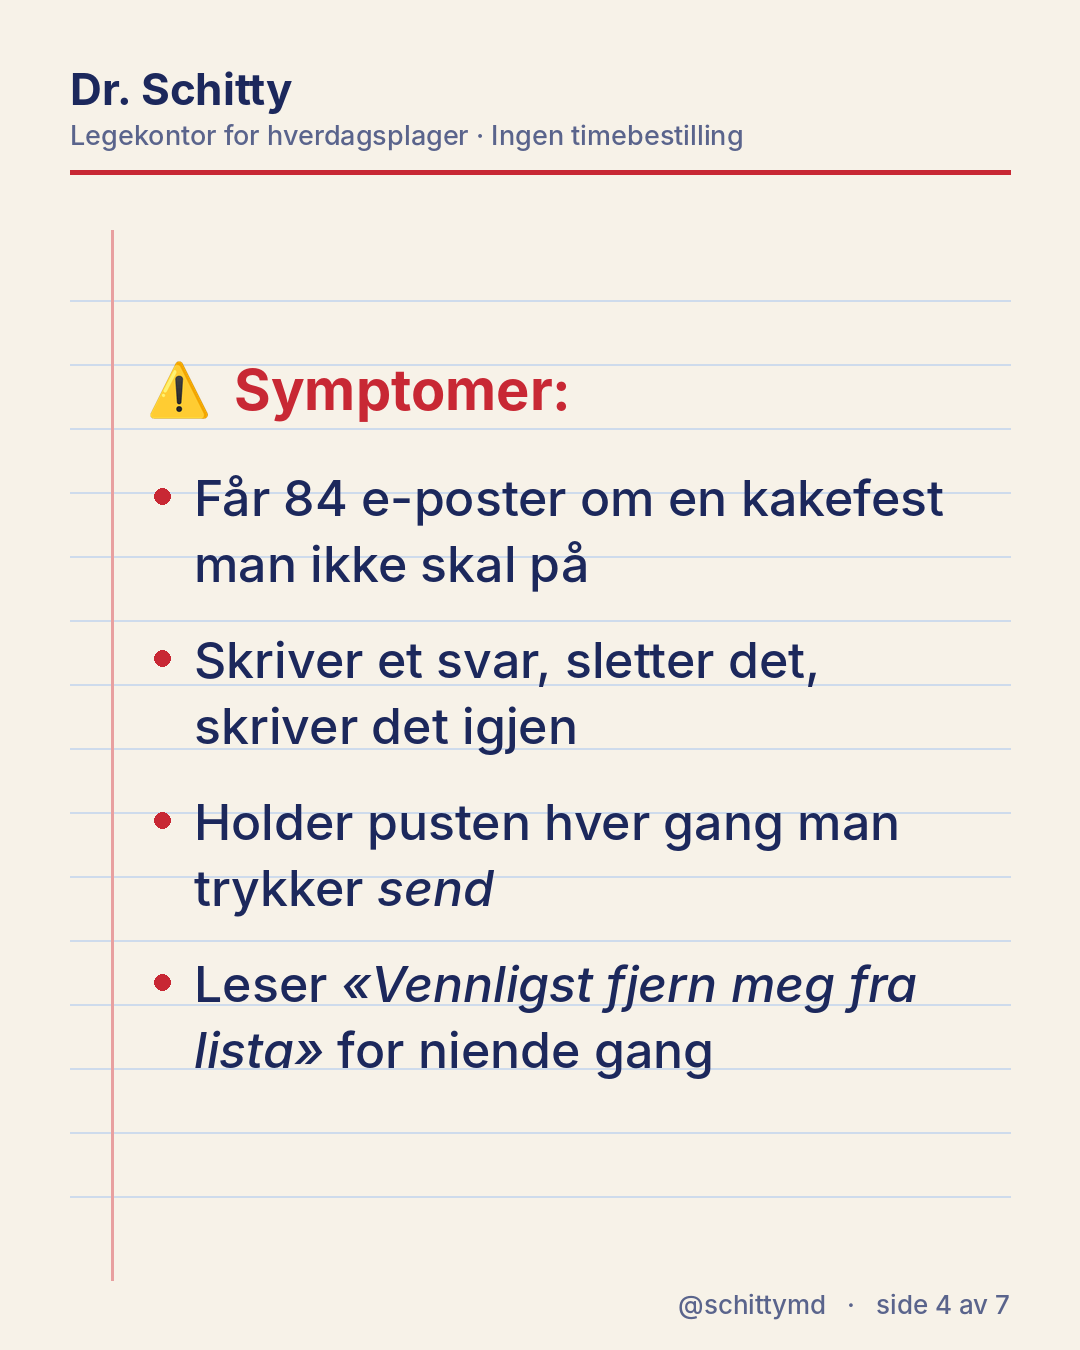 Dr. Schitty
Legekontor for hverdagsplager · Ingen timebestilling
⚠️ Symptomer:
• Får 84 e-poster om en kakefest
man ikke skal på
• Skriver et svar, sletter det,
skriver det igjen
• Holder pusten hver gang man
trykker send
• Leser «Vennligst fjern meg fra
lista» for niende gang
@schittymd · side 4 av 7